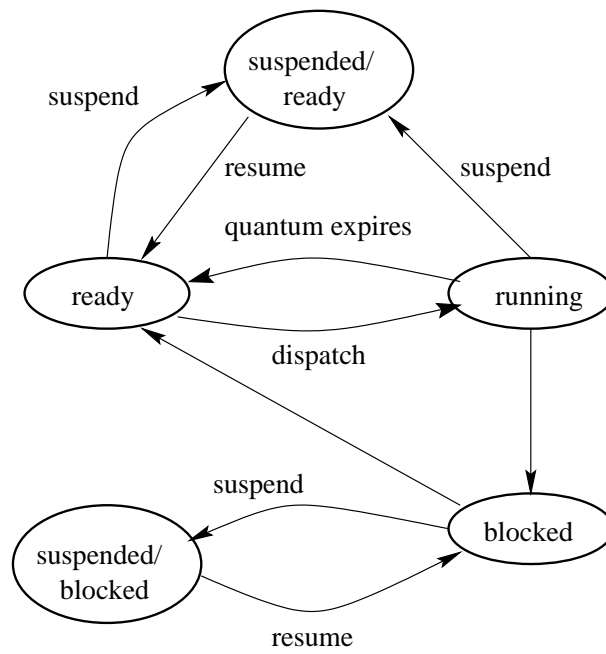 suspended/
ready
suspend
resume
suspend
quantum expires
ready
running
dispatch
suspend
blocked
suspended/
blocked
resume